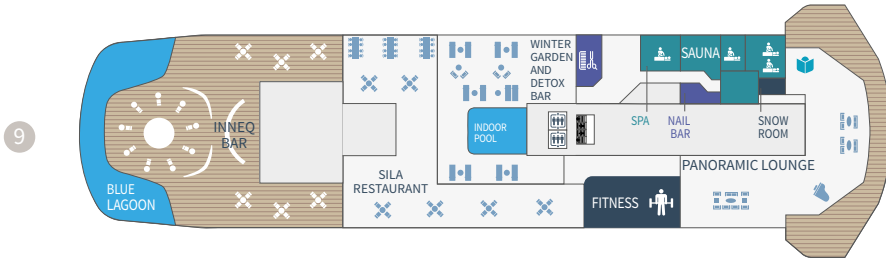 9
BLUE
LAGOON
INNEQ
BAR
SILA
RESTAURANT
WINTER
GARDEN
AND
DETOX
BAR
INDOOR
POOL
SAUNA
SPA
NAIL
BAR
SNOW
ROOM
PANORAMIC LOUNGE
FITNESS